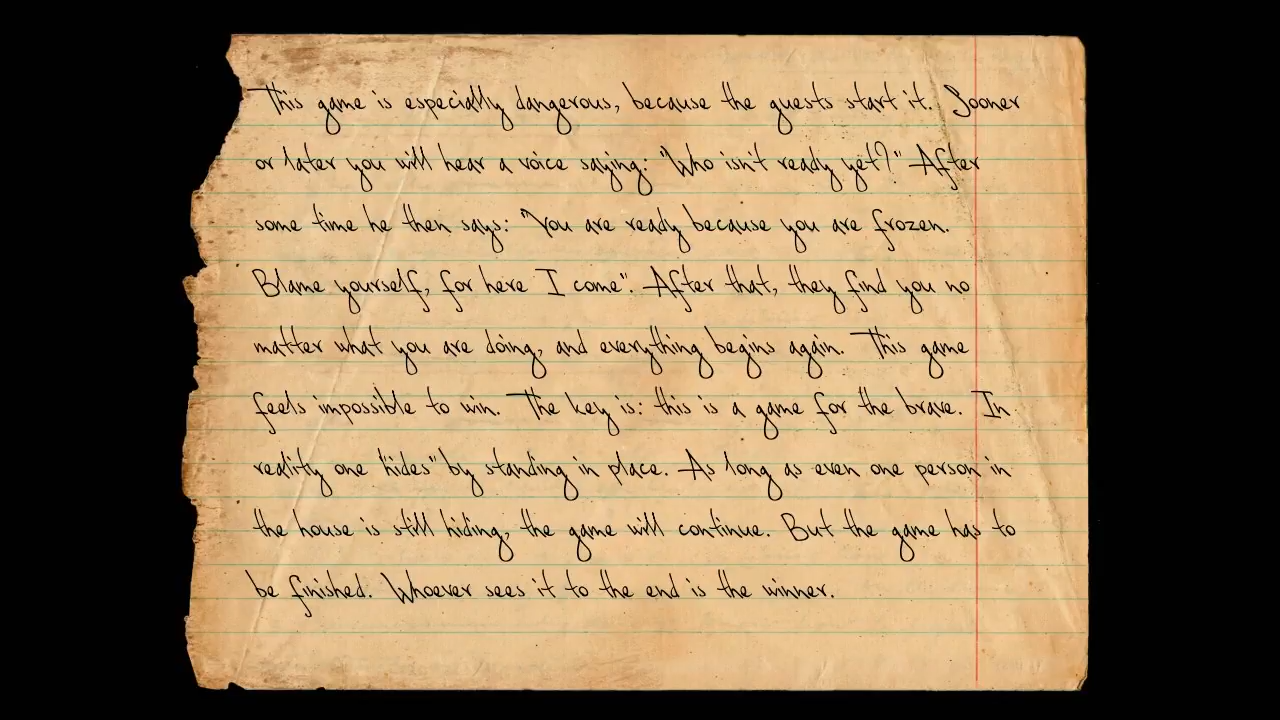 This game is especially dangerous, because the guests start it. Sooner
or later you will hear a voice saying: "Who isn't ready yet?" After
some time he then says: "You are ready because you are frozen.
Blame yourself, for here I come". After that, they find you no
matter what you are doing, and everything begins again. This game
feels impossible to win. The key is: this is a game for the brave. In
reality one "hides" by standing in place. As long as even one person in
the house is still hiding, the game will continue. But the game has to
be finished. Whoever sees it to the end is the winner.